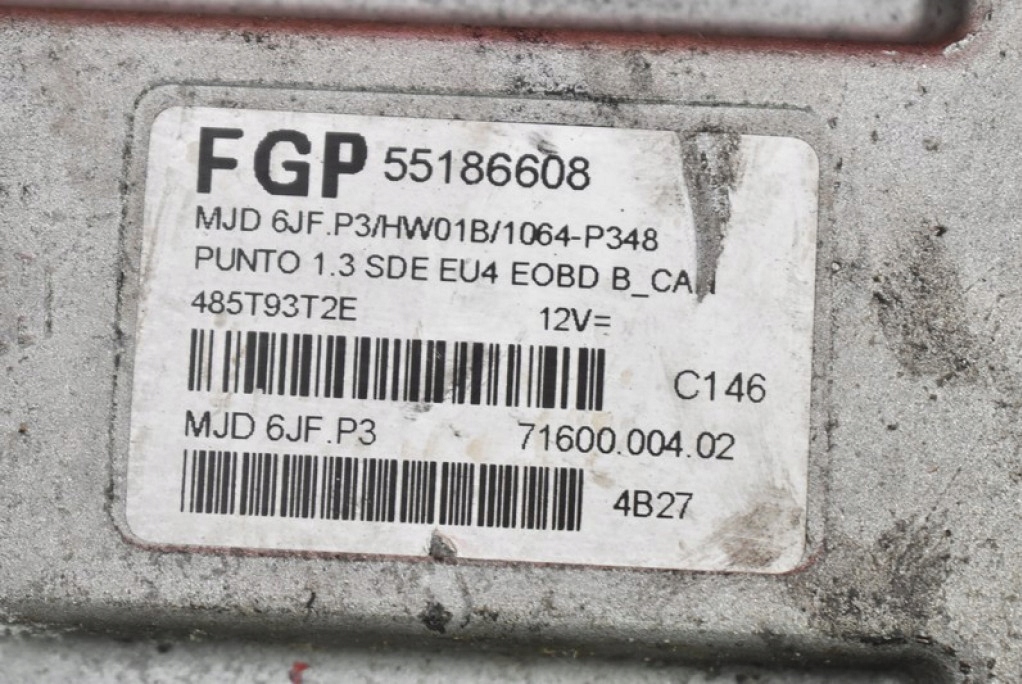 FGP 55186608
MJD 6JF.P3/HW01B/1064-P348
PUNTO 1.3 SDE EU4 EOBD
485T93T2E 12V=
C146
MJD 6JF.P3 71600.004.02
4B27